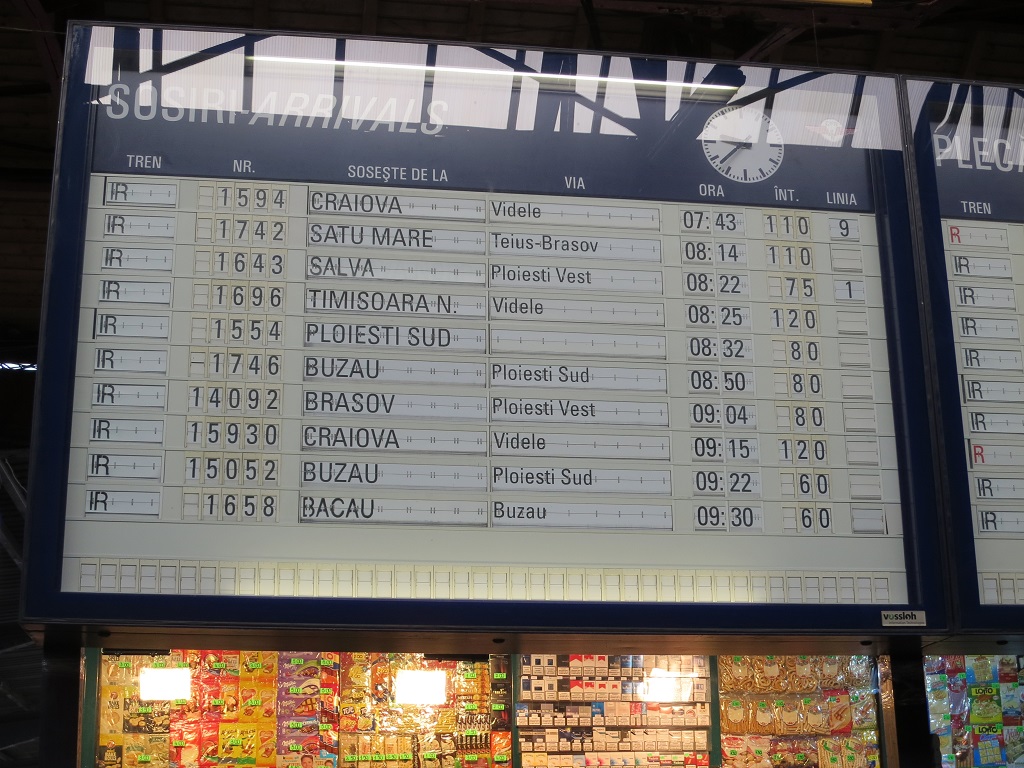 SOSIRI-ARRIVALS
TREN NR. SOSEŞTE DE LA VIA ORA ÎNT. LINIA
IR 1594 CRAIOVA Videle 07:43 110 9
IR 1742 SATU MARE Teius-Brasov 08:14 110
IR 1643 SALVA Ploiesti Vest 08:22 75 1
IR 1696 TIMISOARA N. Videle 08:25 120
IR 1554 PLOIESTI SUD 08:32 80
IR 1746 BUZAU Ploiesti Sud 08:50 80
IR 14092 BRASOV Ploiesti Vest 09:04 80
IR 15930 CRAIOVA Videle 09:15 120
IR 15052 BUZAU Ploiesti Sud 09:22 60
IR 1658 BACAU Buzau 09:30 60
vossloh
PLEC
TREN
R
IR
IR
IR
IR
IR
IR
R
IR
IR
LOTTO
LOTTO